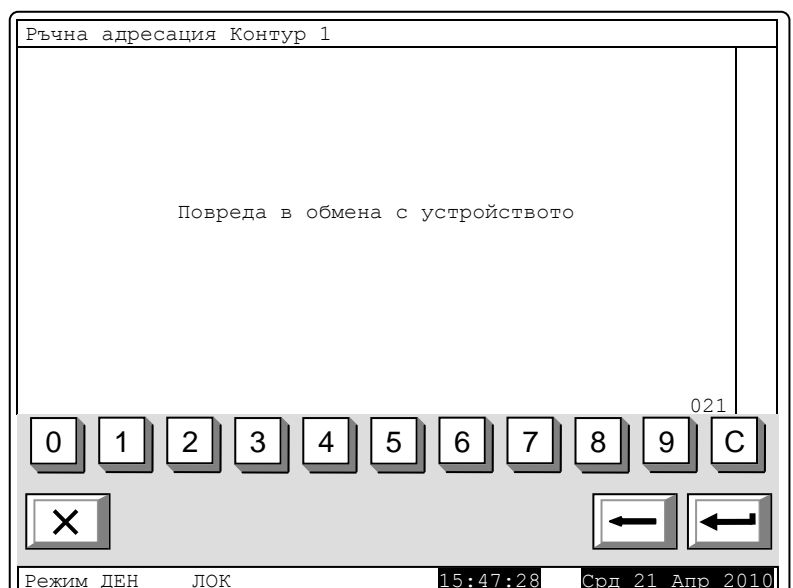 Ръчна адресация Контур 1
Повреда в обмена с устройството
021
0 1 2 3 4 5 6 7 8 9 C
Режим ДЕН ЛОК 15:47:28 Срд 21 Апр 2010